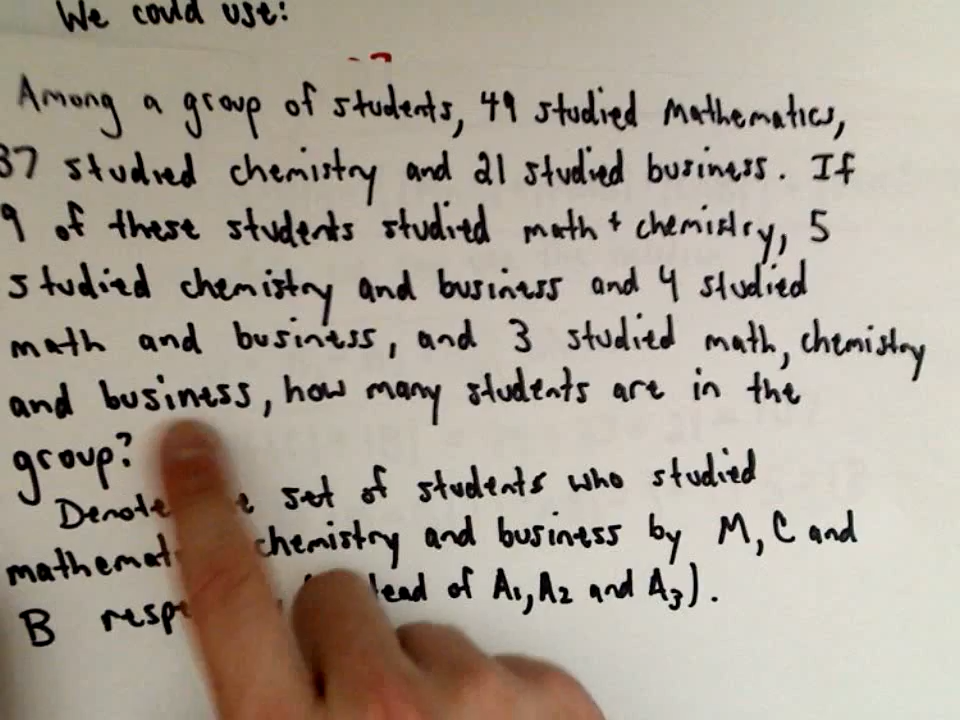 We could use:
Among a group of students, 49 studied Mathematics,
37 studied chemistry and 21 studied business. If
9 of these students studied math + chemistry, 5
studied chemistry and business and 4 studied
math and business, and 3 studied math, chemistry
and business, how many students are in the
group?
Denote set of students who studied
chemistry and business by M, C and
B of A1, A2 and A3).